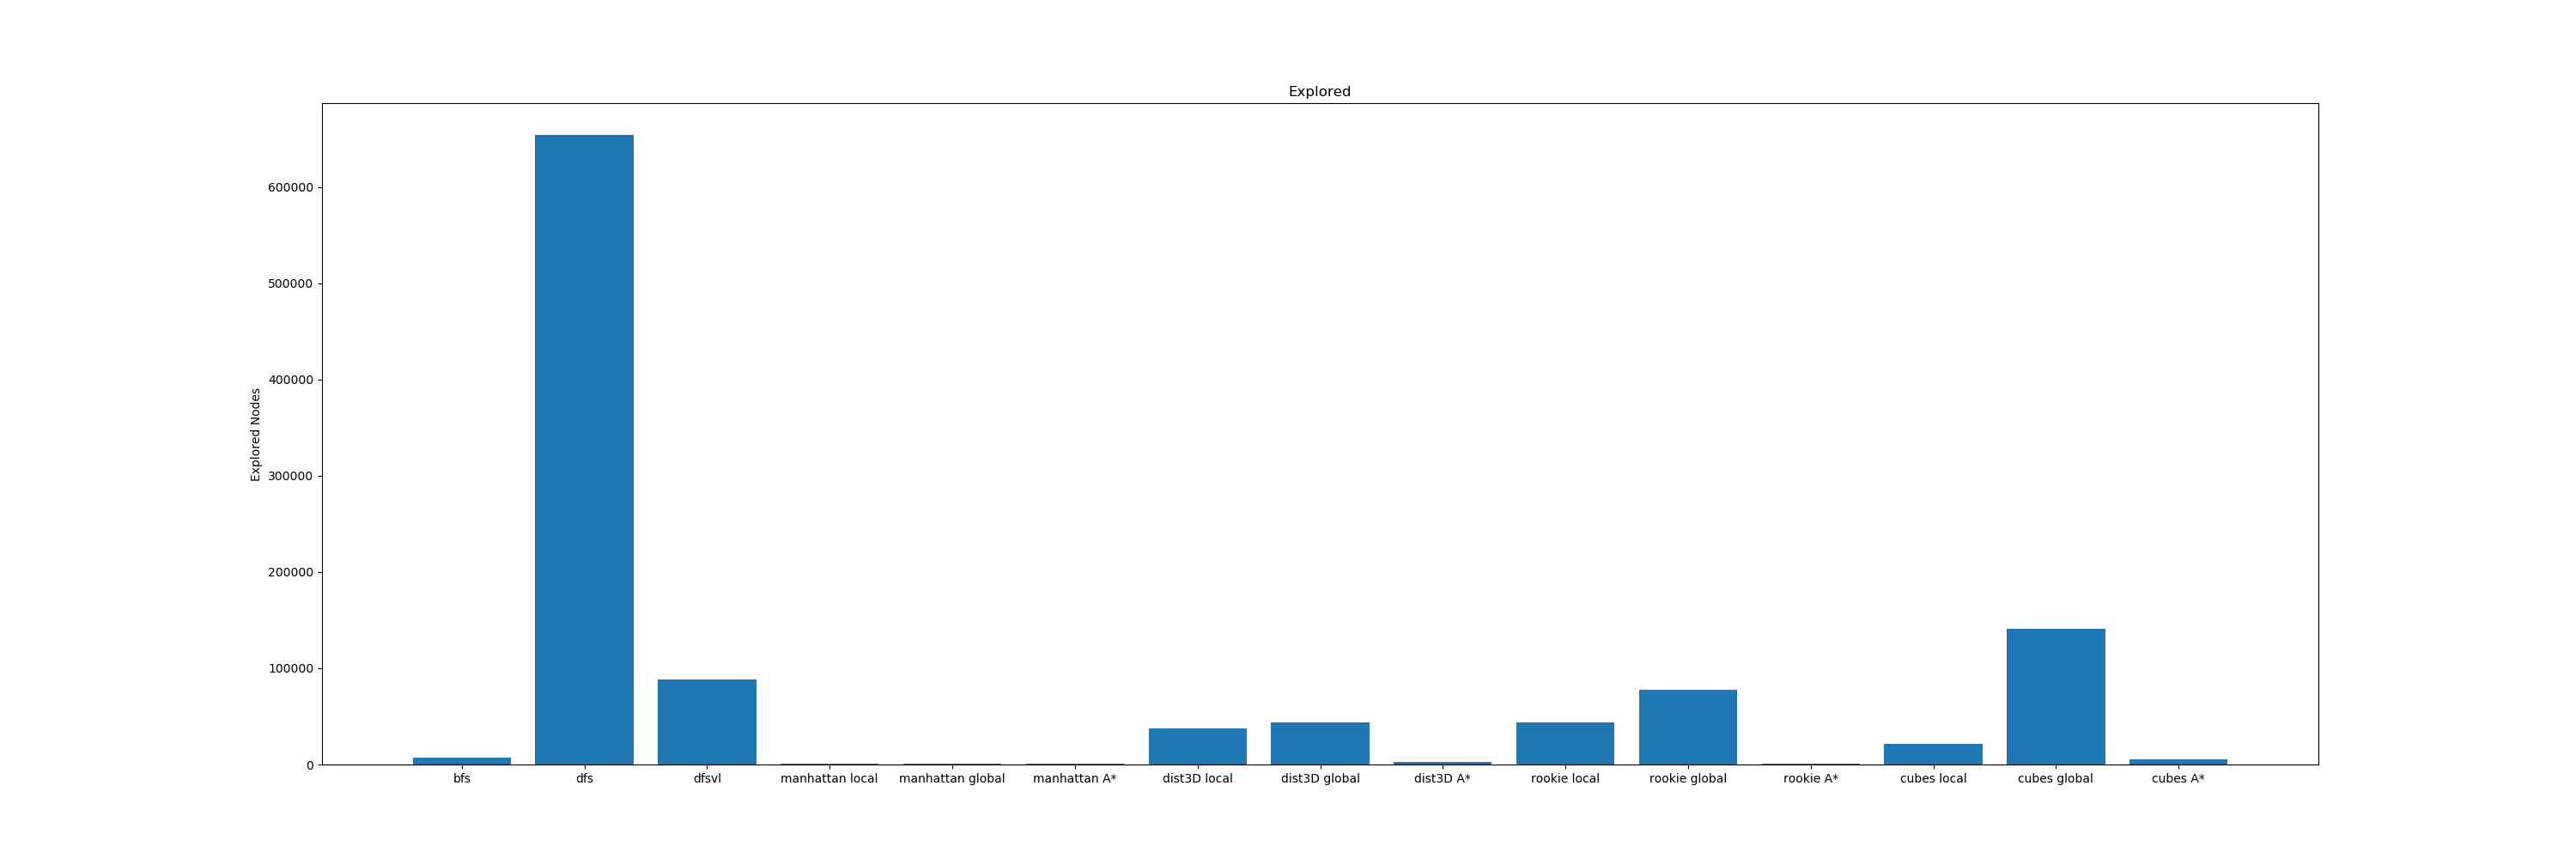 Explored
Explored Nodes
600000
500000
400000
300000
200000
100000
0
bfs dfs dfsvl manhattan local manhattan global manhattan A* dist3D local dist3D global dist3D A* rookie local rookie global rookie A* cubes local cubes global cubes A*